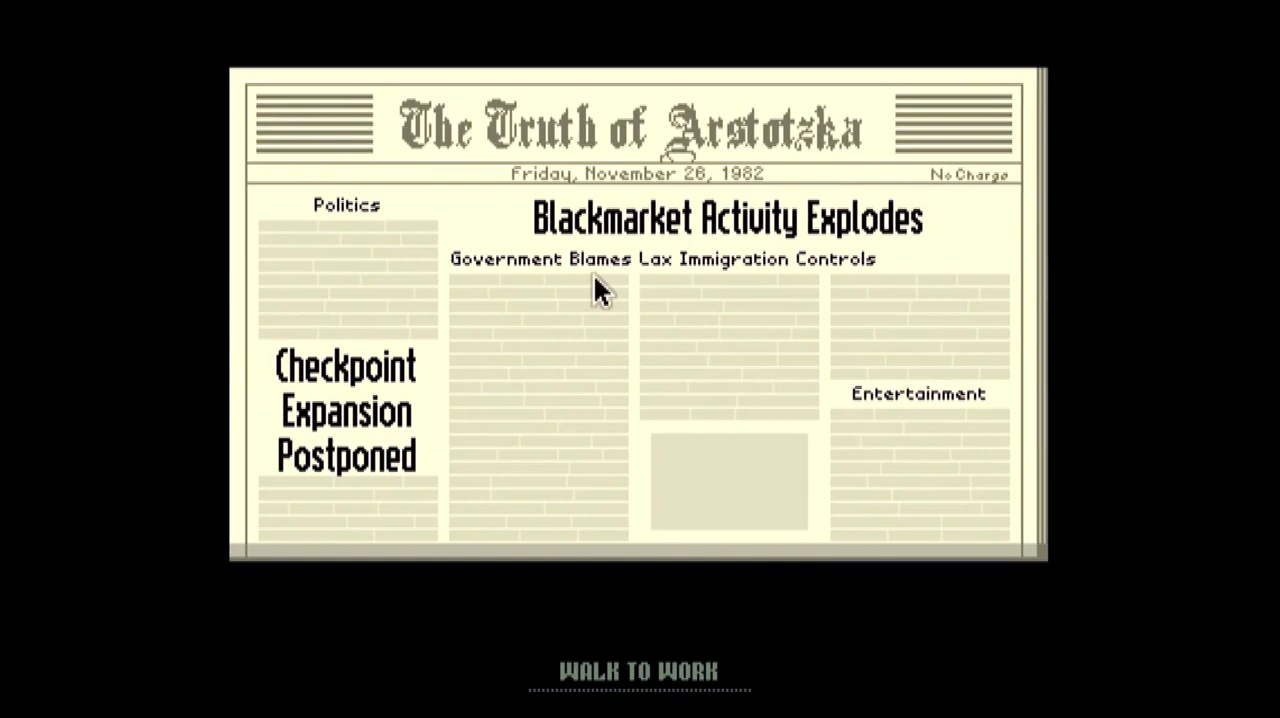 The Truth of Arstotzka
Friday, November 26, 1982
No Charge
Politics
Checkpoint
Expansion
Postponed
Blackmarket Activity Explodes
Government Blames Lax Immigration Controls
Entertainment
WALK TO WORK